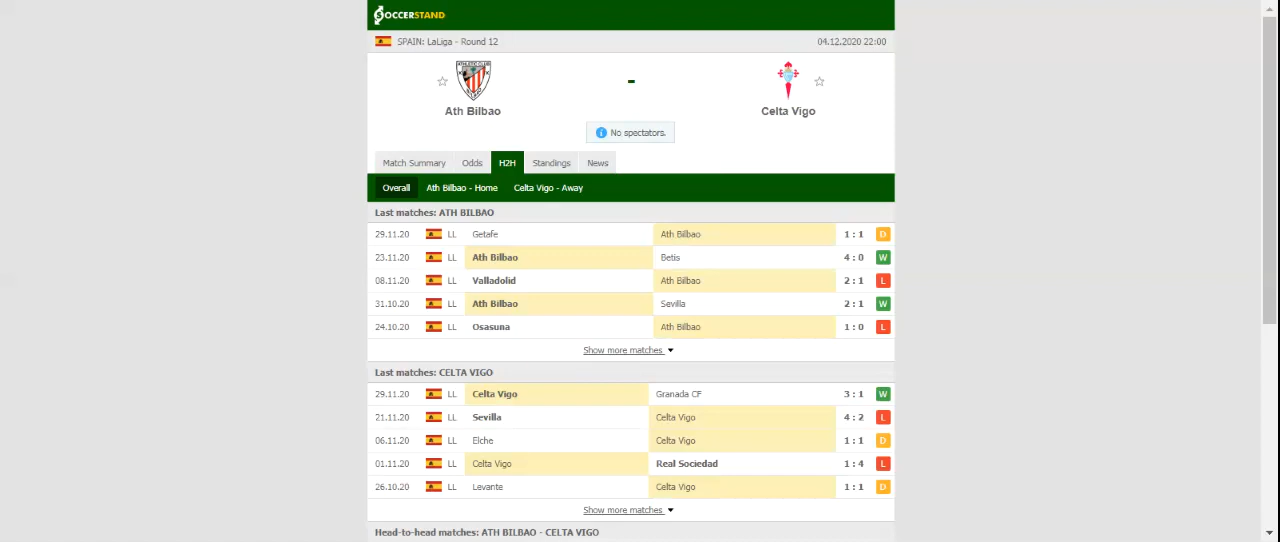 SOCCERSTAND
SPAIN: LaLiga - Round 12 04.12.2020 22:00
-
Ath Bilbao Celta Vigo
No spectators.
Match Summary Odds H2H Standings News
Overall Ath Bilbao - Home Celta Vigo - Away
Last matches: ATH BILBAO
29.11.20 LL Getafe Ath Bilbao 1 : 1 D
23.11.20 LL Ath Bilbao Betis 4 : 0 W
08.11.20 LL Valladolid Ath Bilbao 2 : 1 L
31.10.20 LL Ath Bilbao Sevilla 2 : 1 W
24.10.20 LL Osasuna Ath Bilbao 1 : 0 L
Show more matches
Last matches: CELTA VIGO
29.11.20 LL Celta Vigo Granada CF 3 : 1 W
21.11.20 LL Sevilla Celta Vigo 4 : 2 L
06.11.20 LL Elche Celta Vigo 1 : 1 D
01.11.20 LL Celta Vigo Real Sociedad 1 : 4 L
26.10.20 LL Levante Celta Vigo 1 : 1 D
Show more matches
Head-to-head matches: ATH BILBAO - CELTA VIGO